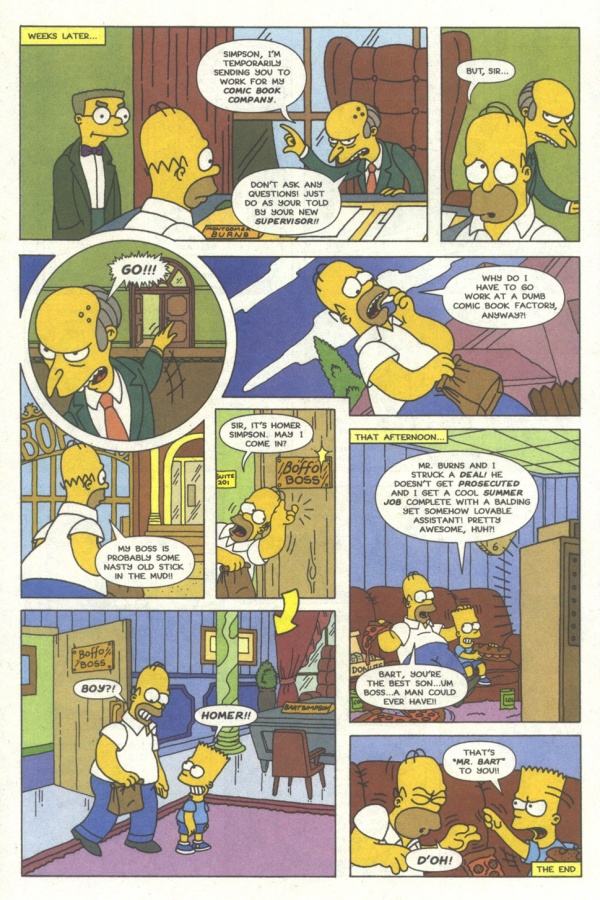 WEEKS LATER...
SIMPSON, I'M
TEMPORARILY
SENDING YOU TO
WORK FOR MY
COMIC BOOK
COMPANY.
DON'T ASK ANY
QUESTIONS! JUST
DO AS YOUR TOLD
BY YOUR NEW
SUPERVISOR!!
MONTGOMERY
BURNS
BUT, SIR...
GO!!!
WHY DO I
HAVE TO GO
WORK AT A DUMB
COMIC BOOK FACTORY,
ANYWAY?!
BO
MY BOSS IS
PROBABLY SOME
NASTY OLD STICK
IN THE MUD!!
SIR, IT'S HOMER
SIMPSON. MAY I
COME IN?
SUITE
201
Boffo
BOSS
BOY?!
HOMER!!
Boffo
BOSS
BART SIMPSON
THAT AFTERNOON...
MR. BURNS AND I
STRUCK A DEAL! HE
DOESN'T GET PROSECUTED
AND I GET A COOL SUMMER
JOB COMPLETE WITH A BALDING
YET SOMEHOW LOVABLE
ASSISTANT! PRETTY
AWESOME, HUH?!
6
DONUTS
BART, YOU'RE
THE BEST SON...UM
BOSS...A MAN COULD
EVER HAVE!!
THAT'S
"MR. BART"
TO YOU!!
D'OH!
THE END